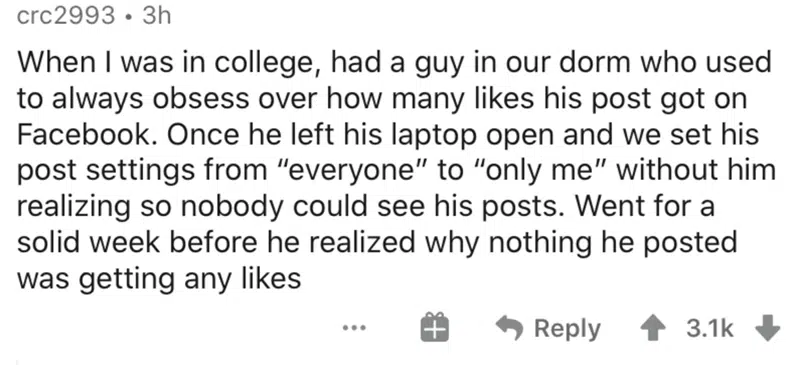 crc2993 • 3h
When I was in college, had a guy in our dorm who used
to always obsess over how many likes his post got on
Facebook. Once he left his laptop open and we set his
post settings from “everyone” to “only me” without him
realizing so nobody could see his posts. Went for a
solid week before he realized why nothing he posted
was getting any likes
Reply 3.1k